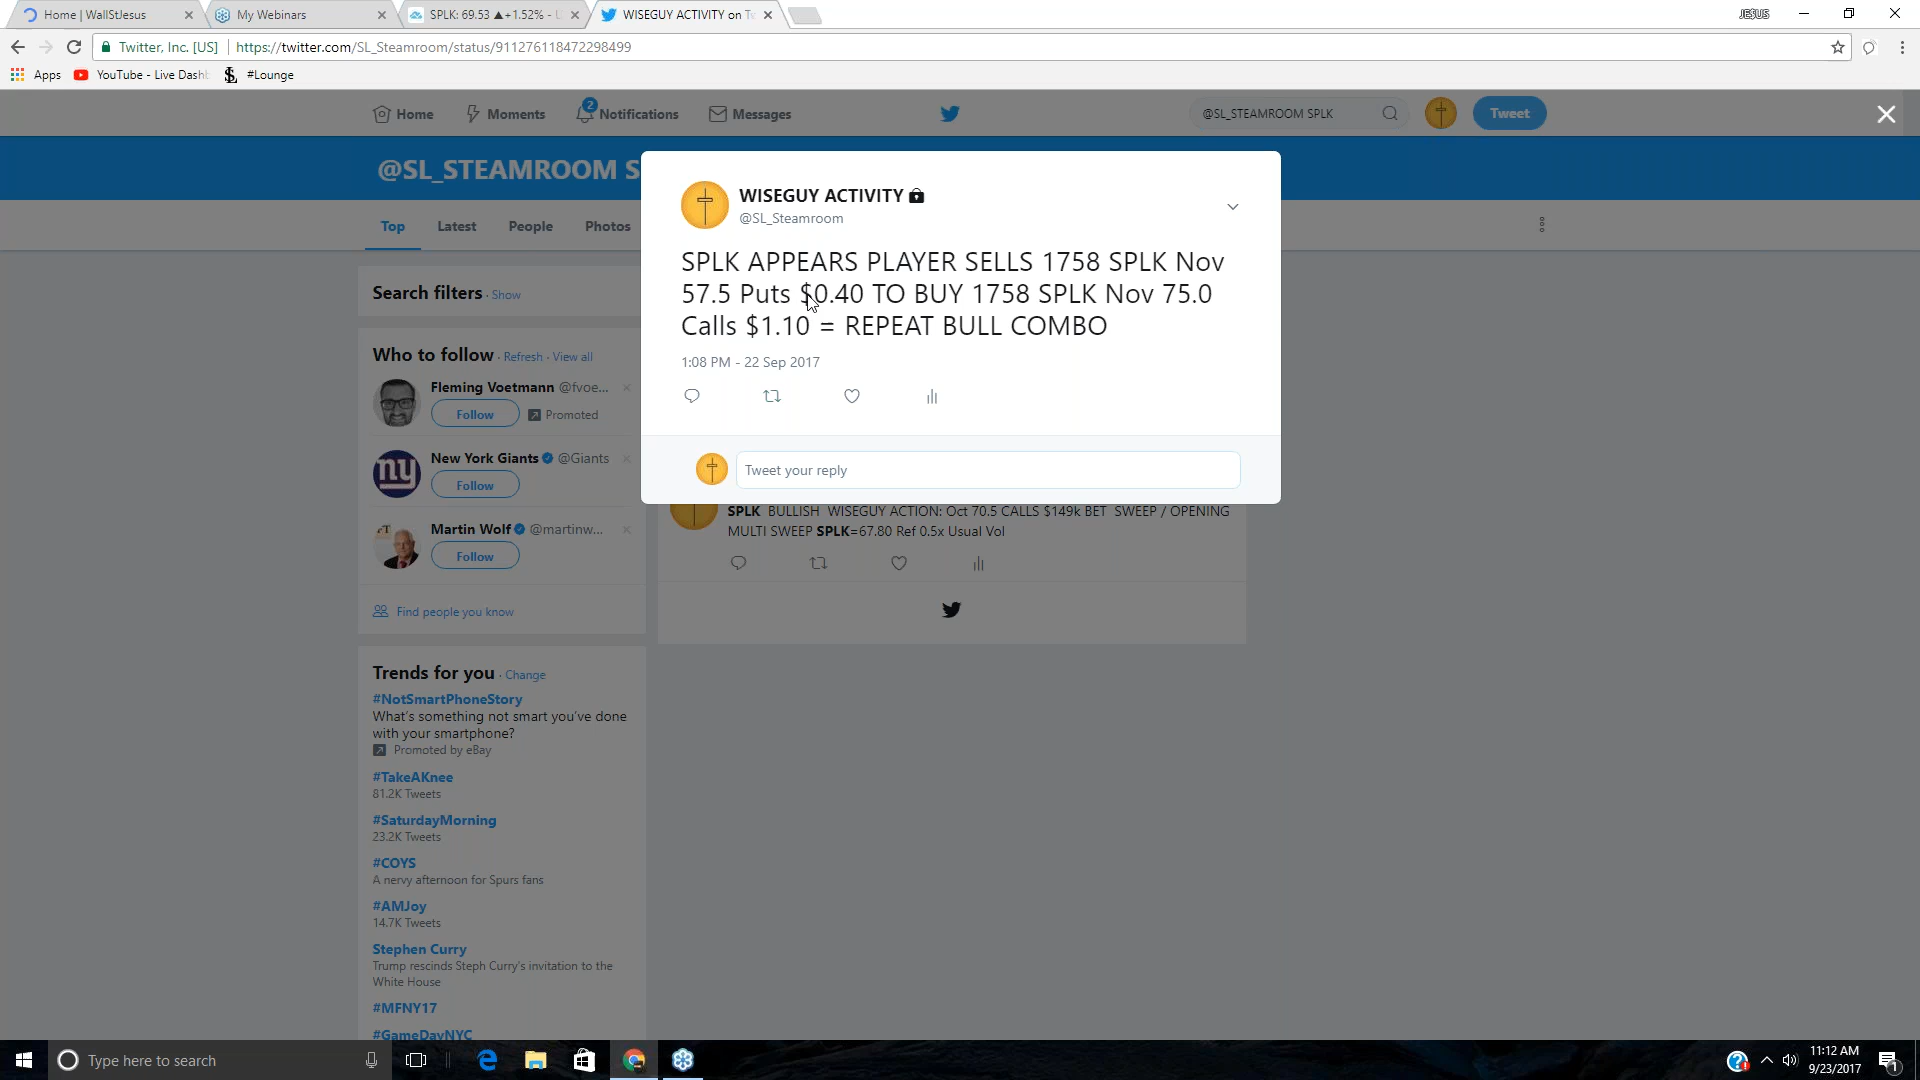 Home | WallStJesus
My Webinars
SPLK: 69.53 ▲+1.52% - U
WISEGUY ACTIVITY on Tw
JESUS
Twitter, Inc. [US]
https://twitter.com/SL_Steamroom/status/911276118472298499
Apps
YouTube - Live Dashb
#Lounge
Home
Moments
2
Notifications
Messages
@SL_STEAMROOM SPLK
Tweet
@SL_STEAMROOM S
Top
Latest
People
Photos
WISEGUY ACTIVITY
@SL_Steamroom
SPLK APPEARS PLAYER SELLS 1758 SPLK Nov
57.5 Puts $0.40 TO BUY 1758 SPLK Nov 75.0
Calls $1.10 = REPEAT BULL COMBO
1:08 PM - 22 Sep 2017
Tweet your reply
SPLK BULLISH WISEGUY ACTION: Oct 70.5 CALLS $149k BET SWEEP / OPENING
MULTI SWEEP SPLK=67.80 Ref 0.5x Usual Vol
Search filters · Show
Who to follow · Refresh · View all
Fleming Voetmann @fvoe...
Follow
Promoted
New York Giants @Giants
Follow
Martin Wolf @martinw...
Follow
Find people you know
Trends for you · Change
#NotSmartPhoneStory
What's something not smart you've done
with your smartphone?
Promoted by eBay
#TakeAKnee
81.2K Tweets
#SaturdayMorning
23.2K Tweets
#COYS
A nervy afternoon for Spurs fans
#AMJoy
14.7K Tweets
Stephen Curry
Trump rescinds Steph Curry's invitation to the
White House
#MFNY17
#GameDayNYC
Type here to search
11:12 AM
9/23/2017
1